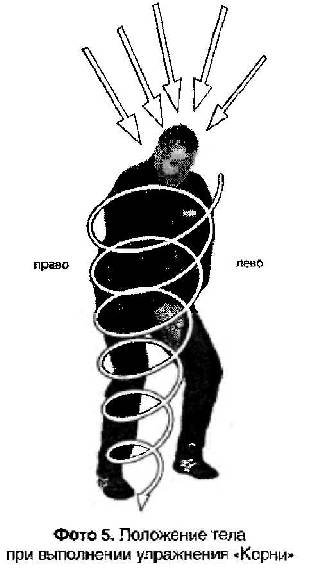 право
лево
Фото 5. Положение тела
при выполнении упражнения «Корни»